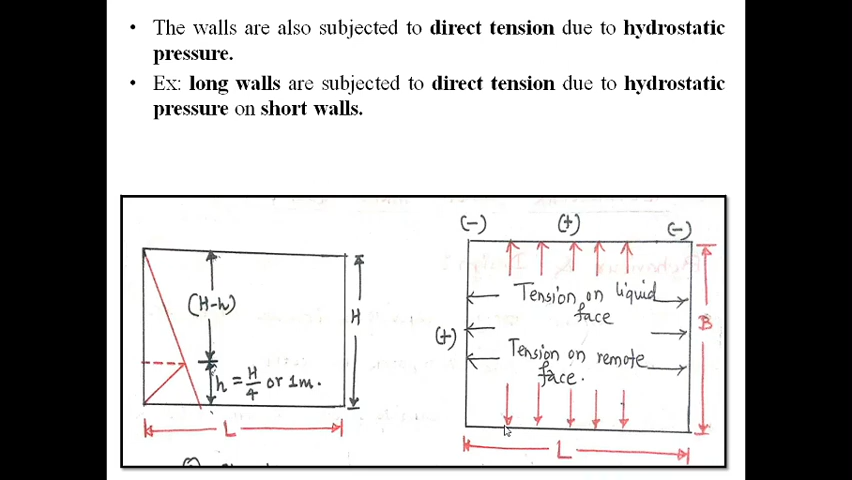 • The walls are also subjected to direct tension due to hydrostatic
pressure.
• Ex: long walls are subjected to direct tension due to hydrostatic
pressure on short walls.
(H-h)
H
h = H/4 or 1m.
L
(-) (+) (-)
Tension on liquid
face
(+)
B
Tension on remote
face.
L